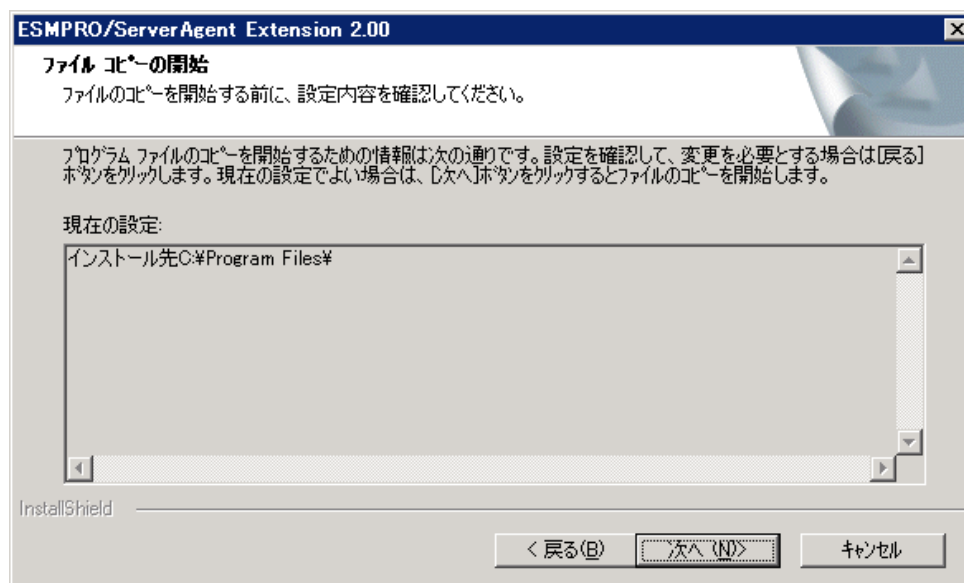 ESMPRO/ServerAgent Extension 2.00
ファイル コピーの開始
ファイルのコピーを開始する前に、設定内容を確認してください。
プログラム ファイルのコピーを開始するための情報は次の通りです。設定を確認して、変更を必要とする場合は[戻る]
ボタンをクリックします。現在の設定でよい場合は、[次へ]ボタンをクリックするとファイルのコピーを開始します。
現在の設定:
インストール先C:¥Program Files¥
InstallShield
< 戻る(B)
次へ (N)>
キャンセル